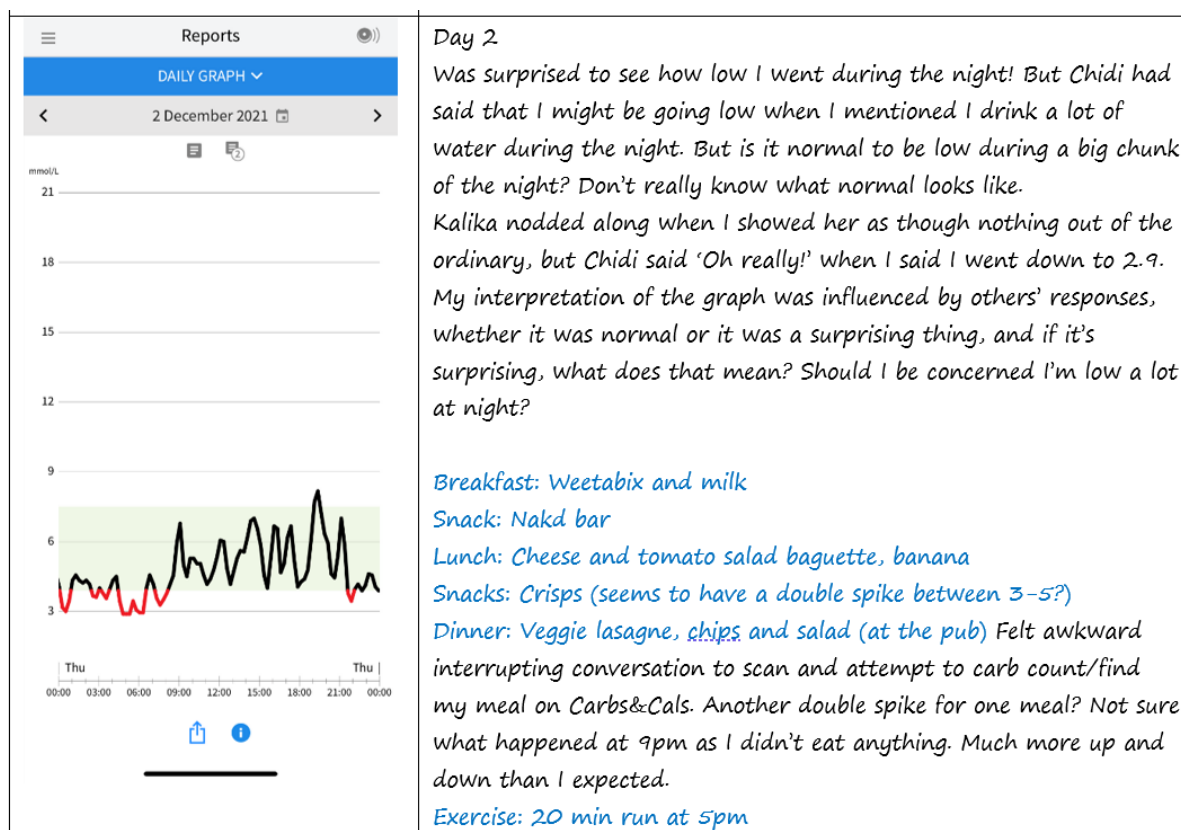 Reports
DAILY GRAPH
2 December 2021
2
mmol/L
21
18
15
12
9
6
3
Thu Thu
00:00 03:00 06:00 09:00 12:00 15:00 18:00 21:00 00:00
i
Day 2
Was surprised to see how low I went during the night! But Chidi had
said that I might be going low when I mentioned I drink a lot of
water during the night. But is it normal to be low during a big chunk
of the night? Don't really know what normal looks like.
Kalika nodded along when I showed her as though nothing out of the
ordinary, but Chidi said ‘Oh really!’ when I said I went down to 2.9.
My interpretation of the graph was influenced by others’ responses,
whether it was normal or it was a surprising thing, and if it’s
surprising, what does that mean? Should I be concerned I’m low a lot
at night?
Breakfast: Weetabix and milk
Snack: Nakd bar
Lunch: Cheese and tomato salad baguette, banana
Snacks: Crisps (seems to have a double spike between 3-5?)
Dinner: Veggie lasagne, chips and salad (at the pub) Felt awkward
interrupting conversation to scan and attempt to carb count/find
my meal on Carbs&Cals. Another double spike for one meal? Not sure
what happened at 9pm as I didn’t eat anything. Much more up and
down than I expected.
Exercise: 20 min run at 5pm